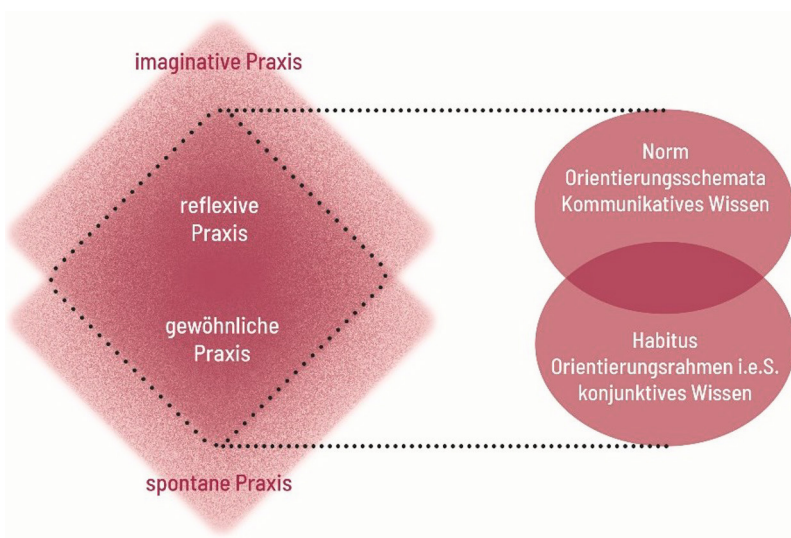 imaginative Praxis
reflexive
Praxis
gewöhnliche
Praxis
spontane Praxis
Norm
Orientierungsschemata
Kommunikatives Wissen
Habitus
Orientierungsrahmen i.e.S.
konjunktives Wissen